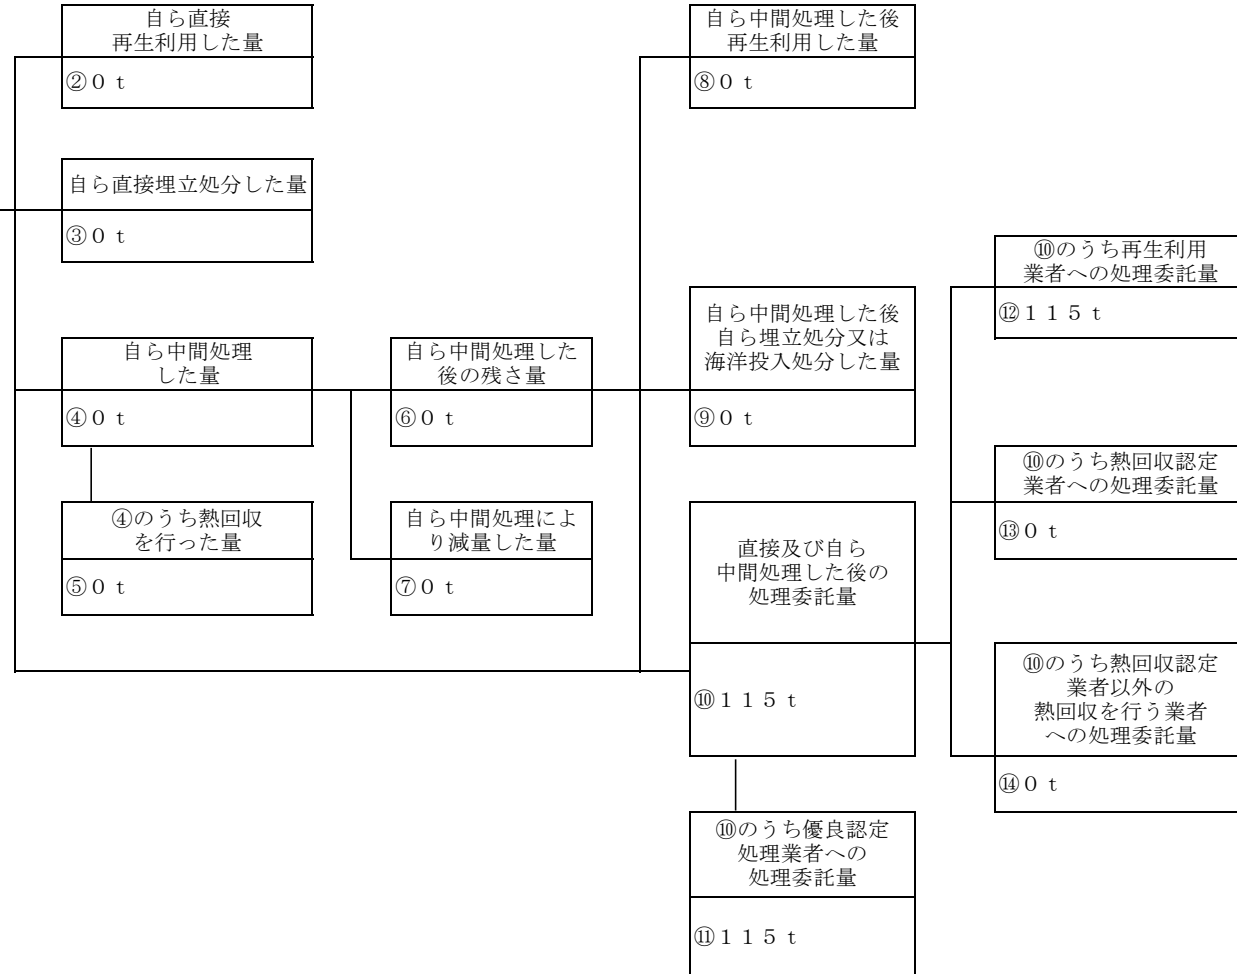 自ら直接
再生利用した量
②０ｔ
自ら直接埋立処分した量
③０ｔ
自ら中間処理
した量
④０ｔ
④のうち熱回収
を行った量
⑤０ｔ
自ら中間処理した
後の残さ量
⑥０ｔ
自ら中間処理によ
り減量した量
⑦０ｔ
自ら中間処理した後
再生利用した量
⑧０ｔ
自ら中間処理した後
自ら埋立処分又は
海洋投入処分した量
⑨０ｔ
直接及び自ら
中間処理した後の
処理委託量
⑩１１５ｔ
⑩のうち優良認定
処理業者への
処理委託量
⑪１１５ｔ
⑩のうち再生利用
業者への処理委託量
⑫１１５ｔ
⑩のうち熱回収認定
業者への処理委託量
⑬０ｔ
⑩のうち熱回収認定
業者以外の
熱回収を行う業者
への処理委託量
⑭０ｔ